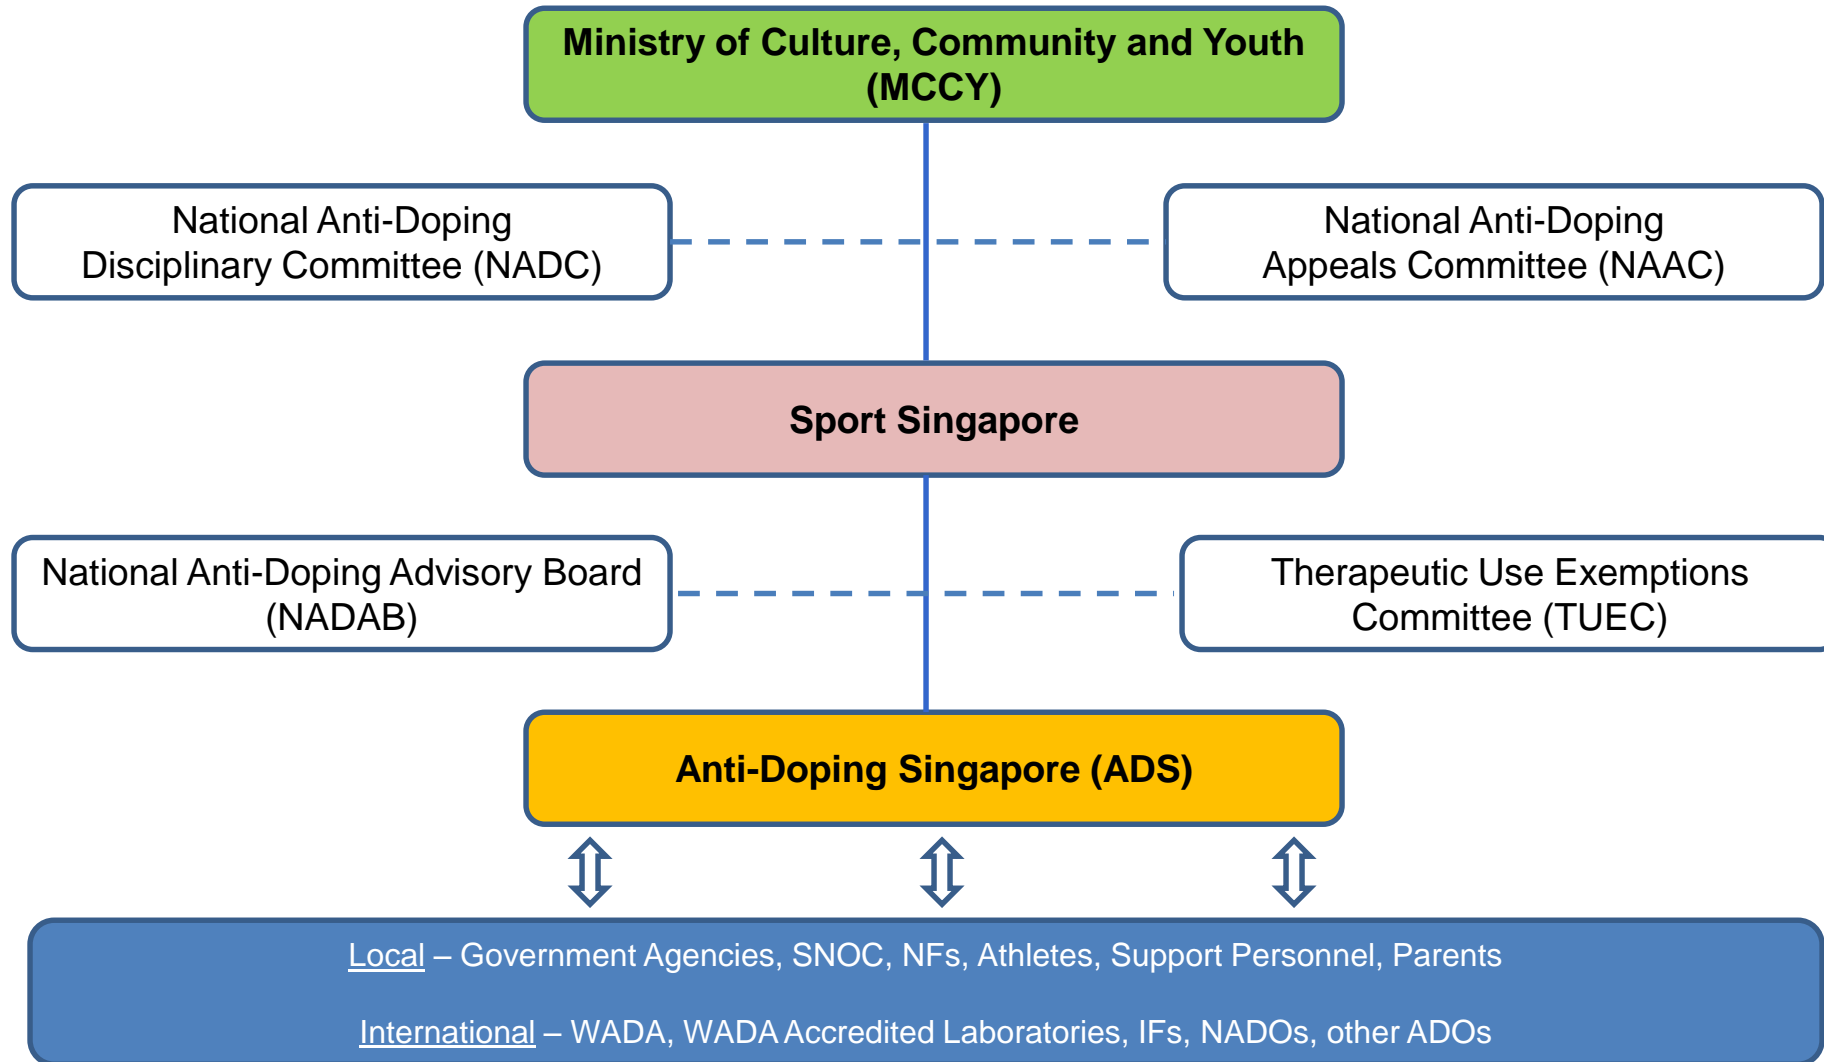 Ministry of Culture, Community and Youth
(MCCY)
National Anti-Doping
Disciplinary Committee (NADC)
National Anti-Doping
Appeals Committee (NAAC)
Sport Singapore
National Anti-Doping Advisory Board
(NADAB)
Therapeutic Use Exemptions
Committee (TUEC)
Anti-Doping Singapore (ADS)
Local – Government Agencies, SNOC, NFs, Athletes, Support Personnel, Parents
International – WADA, WADA Accredited Laboratories, IFs, NADOs, other ADOs